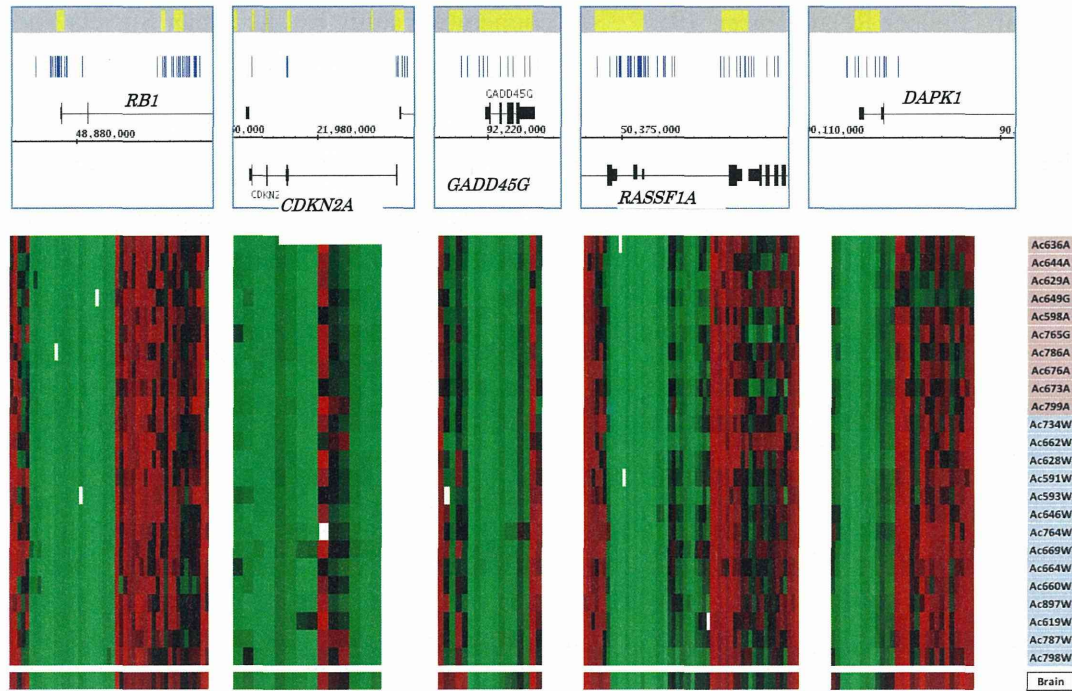 RB1
48,880,000
0,000 21,980,000
CDKN2
CDKN2A
GADD45G
92,220,000
GADD45G
50,375,000
RASSF1A
DAPK1
0,110,000 90,
Ac636A
Ac644A
Ac629A
Ac649G
Ac598A
Ac765G
Ac786A
Ac676A
Ac673A
Ac799A
Ac734W
Ac662W
Ac628W
Ac591W
Ac593W
Ac646W
Ac764W
Ac669W
Ac664W
Ac660W
Ac897W
Ac619W
Ac787W
Ac798W
Brain